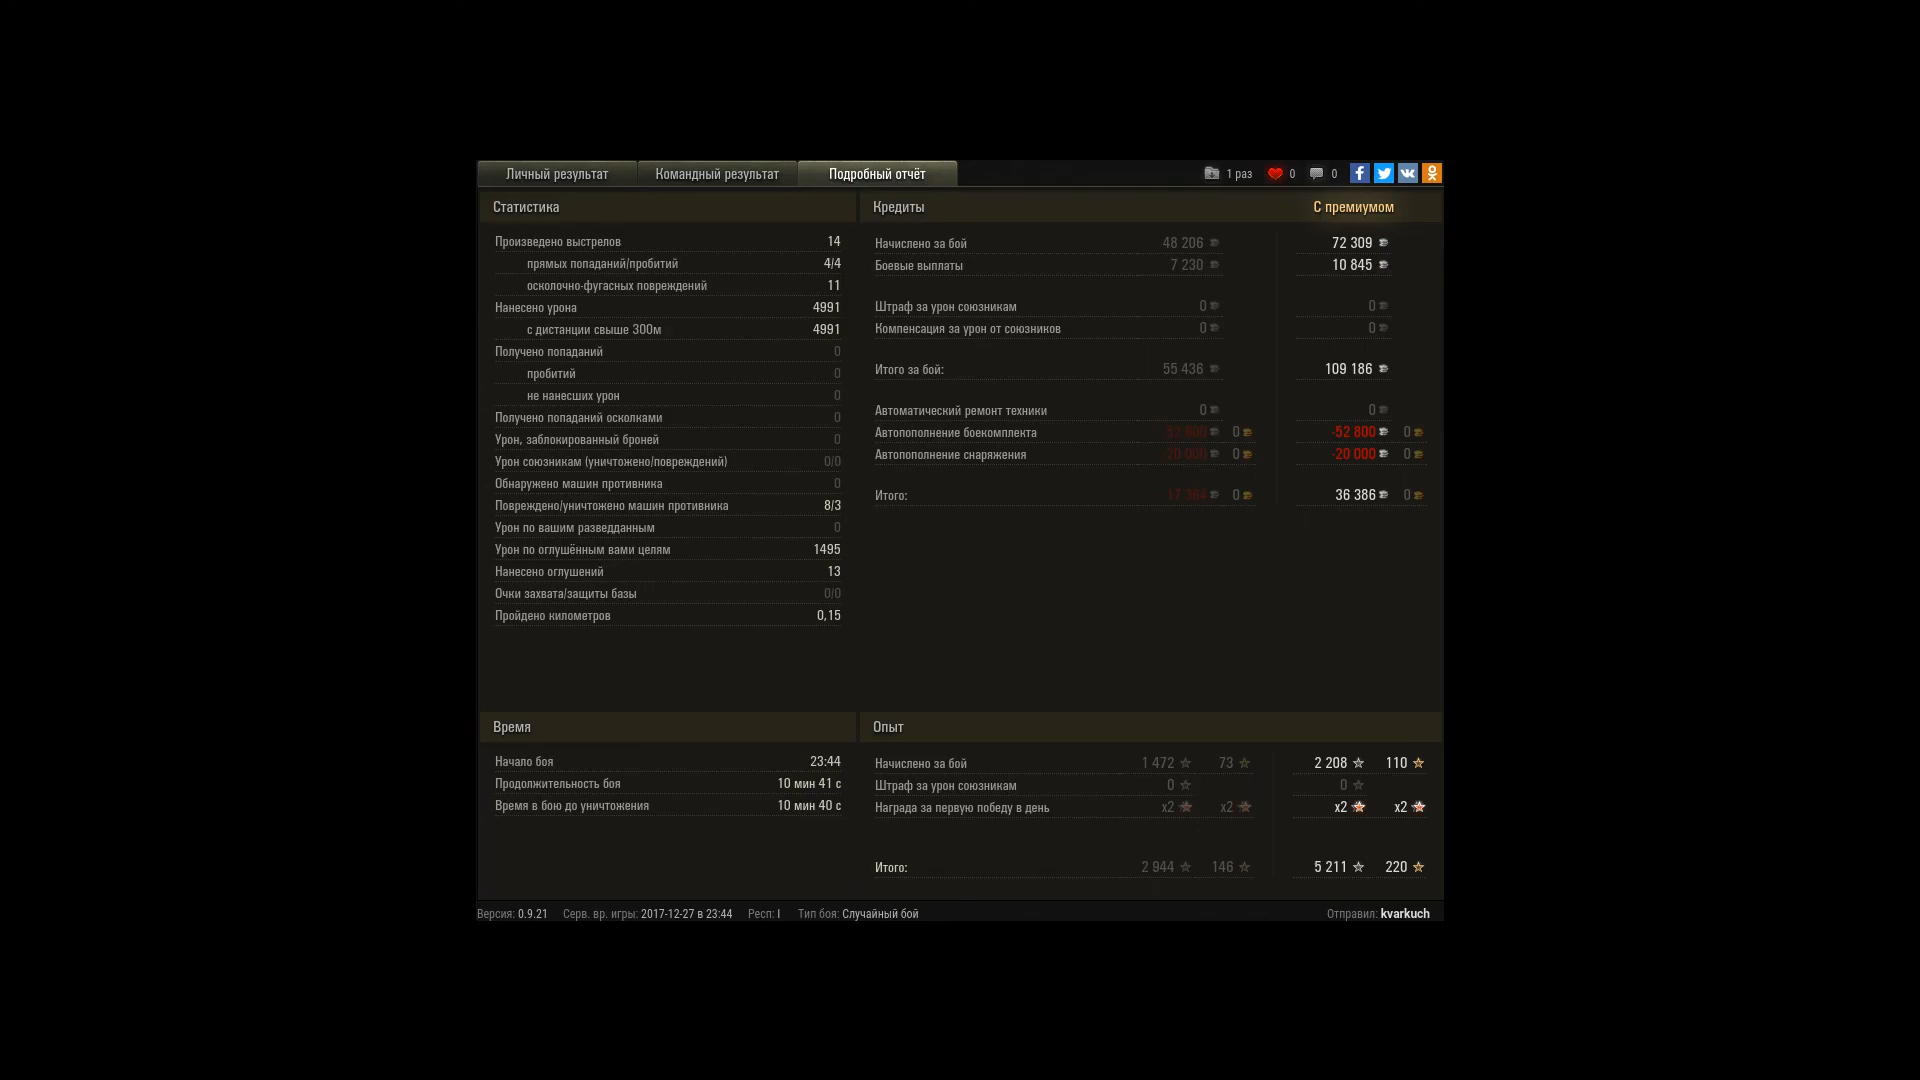 Личный результат Командный результат Подробный отчёт 1 раз 0 0
Статистика
Произведено выстрелов 14
прямых попаданий/пробитий 4/4
осколочно-фугасных повреждений 11
Нанесено урона 4991
с дистанции свыше 300м 4991
Получено попаданий 0
пробитий 0
не нанесших урон 0
Получено попаданий осколками 0
Урон, заблокированный броней 0
Урон союзникам (уничтожено/повреждений) 0/0
Обнаружено машин противника 0
Повреждено/уничтожено машин противника 8/3
Урон по вашим разведданным 0
Урон по оглушённым вами целям 1495
Нанесено оглушений 13
Очки захвата/защиты базы 0/0
Пройдено километров 0,15
Кредиты С премиумом
Начислено за бой 48 206 72 309
Боевые выплаты 7 230 10 845
Штраф за урон союзникам 0 0
Компенсация за урон от союзников 0 0
Итого за бой: 55 436 109 186
Автоматический ремонт техники 0 0
Автопополнение боекомплекта -52 800 0 -52 800 0
Автопополнение снаряжения -20 000 0 -20 000 0
Итого: -17 364 0 36 386 0
Время
Начало боя 23:44
Продолжительность боя 10 мин 41 с
Время в бою до уничтожения 10 мин 40 с
Опыт
Начислено за бой 1 472 73 2 208 110
Штраф за урон союзникам 0 0
Награда за первую победу в день x2 x2 x2 x2
Итого: 2 944 146 5 211 220
Версия: 0.9.21 Серв. вр. игры: 2017-12-27 в 23:44 Респ: I Тип боя: Случайный бой Отправил: kvarkuch